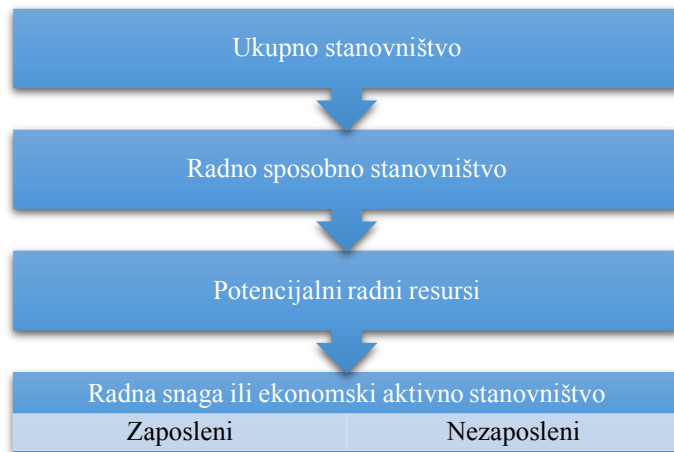 Ukupno stanovništvo
Radno sposobno stanovništvo
Potencijalni radni resursi
Radna snaga ili ekonomski aktivno stanovništvo
Zaposleni Nezaposleni